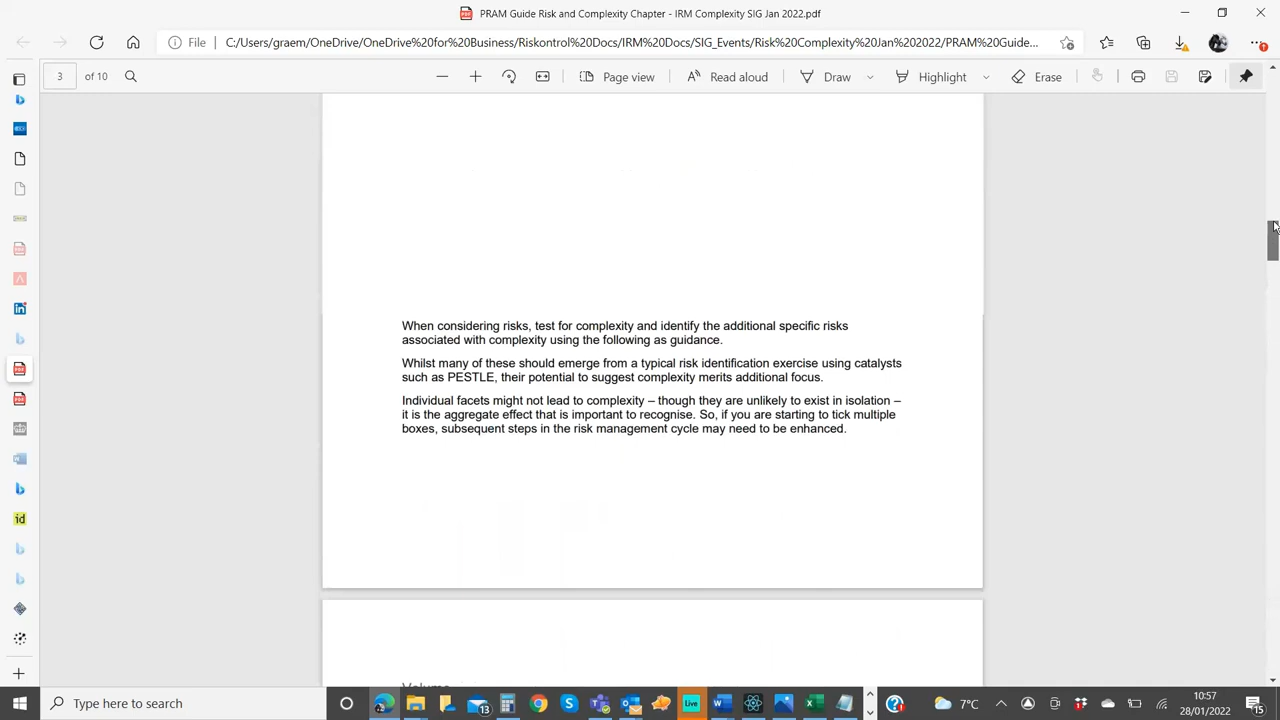 PRAM Guide Risk and Complexity Chapter - IRM Complexity SIG Jan 2022.pdf
File C:/Users/graem/OneDrive/OneDrive%20for%20Business/Riskontrol%20Docs/IRM%20Docs/SIG_Events/Risk%20Complexity%20Jan%202022/PRAM%20Guide...
3 of 10 Page view Read aloud Draw Highlight Erase
When considering risks, test for complexity and identify the additional specific risks
associated with complexity using the following as guidance.
Whilst many of these should emerge from a typical risk identification exercise using catalysts
such as PESTLE, their potential to suggest complexity merits additional focus.
Individual facets might not lead to complexity – though they are unlikely to exist in isolation –
it is the aggregate effect that is important to recognise. So, if you are starting to tick multiple
boxes, subsequent steps in the risk management cycle may need to be enhanced.
Volume
Type here to search
13
Live
7°C
10:57
28/01/2022
15